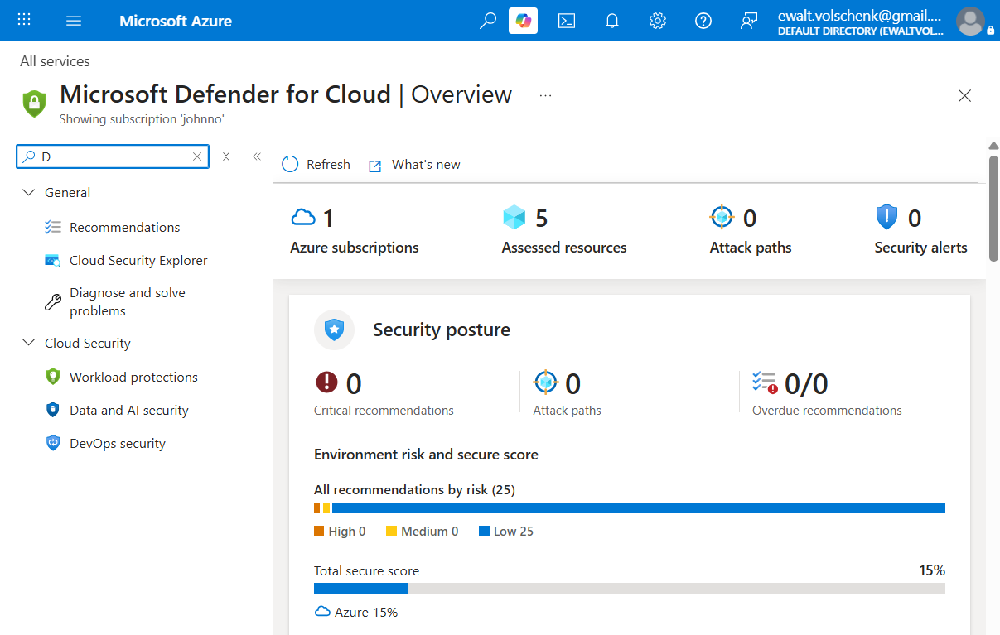 Microsoft Azure
ewalt.volschenk@gmail....
DEFAULT DIRECTORY (EWALTVOL...
All services
Microsoft Defender for Cloud | Overview
...
Showing subscription 'johnno'
D
Refresh
What's new
General
Recommendations
Cloud Security Explorer
Diagnose and solve
problems
Cloud Security
Workload protections
Data and AI security
DevOps security
1
Azure subscriptions
5
Assessed resources
0
Attack paths
0
Security alerts
Security posture
0
Critical recommendations
0
Attack paths
0/0
Overdue recommendations
Environment risk and secure score
All recommendations by risk (25)
High 0 Medium 0 Low 25
Total secure score 15%
Azure 15%